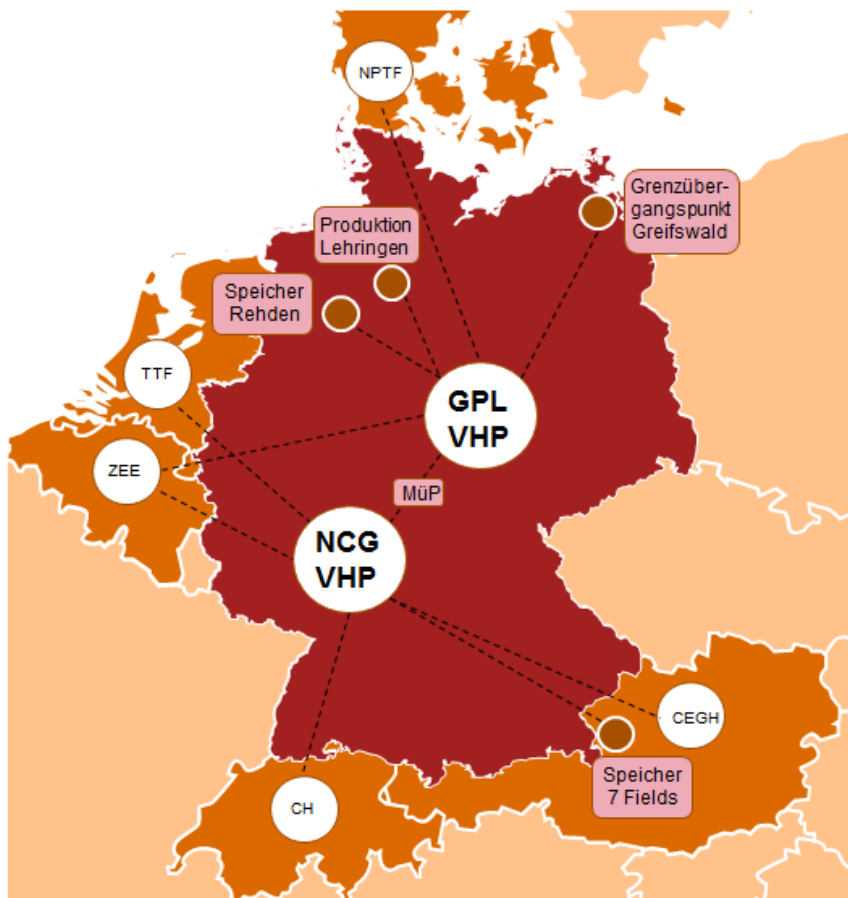 NPTF
Grenzüber-
gangspunkt
Greifswald
Produktion
Lehringen
Speicher
Rehden
TTF
GPL
VHP
ZEE
MüP
NCG
VHP
CEGH
Speicher
7 Fields
CH